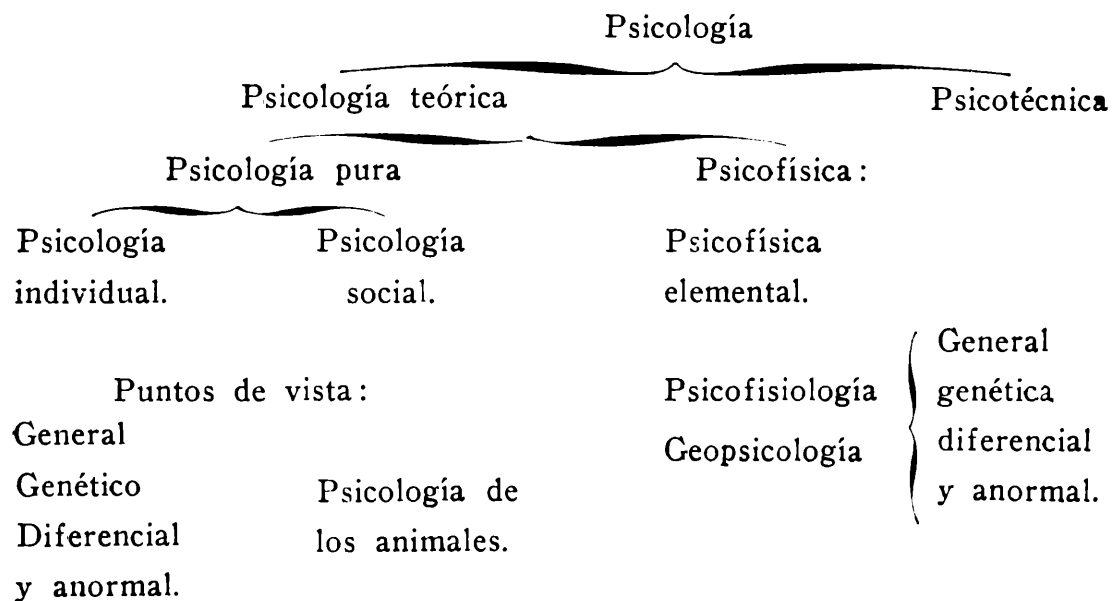 Psicología
Psicología teórica Psicotécnica
Psicología pura Psicofísica:
Psicología Psicología Psicofísica
individual. social. elemental.
Puntos de vista:
General
Genético
Diferencial
y anormal.
Psicología de
los animales.
Psicofisiología
Geopsicología
General
genética
diferencial
y anormal.